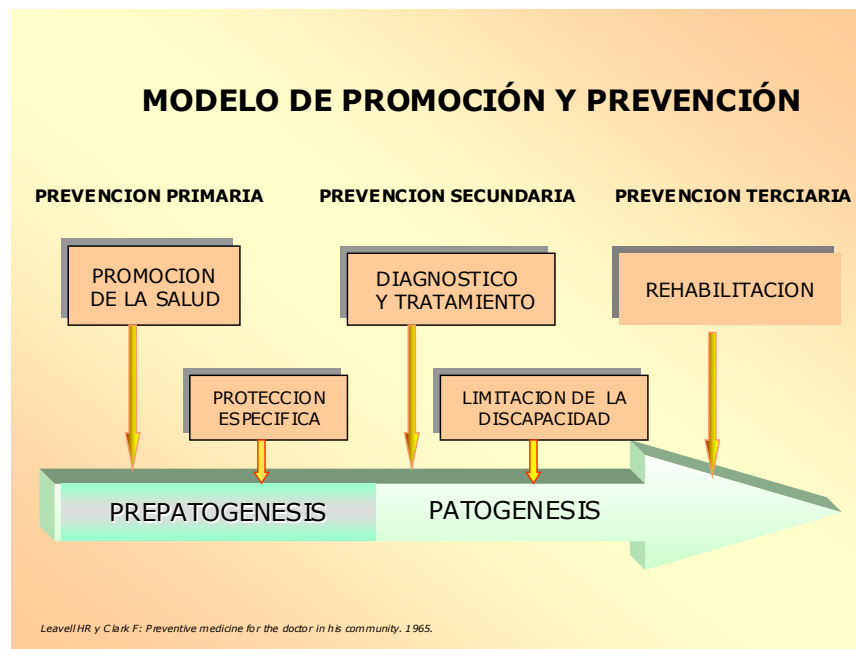 MODELO DE PROMOCIÓN Y PREVENCIÓN
PREVENCION PRIMARIA
PREVENCION SECUNDARIA
PREVENCION TERCIARIA
PROMOCION
DE LA SALUD
DIAGNOSTICO
Y TRATAMIENTO
REHABILITACION
PROTECCION
ESPECIFICA
LIMITACION DE LA
DISCAPACIDAD
PREPATOGENESIS
PATOGENESIS
Leavell HR y Clark F: Preventive medicine for the doctor in his community. 1965.